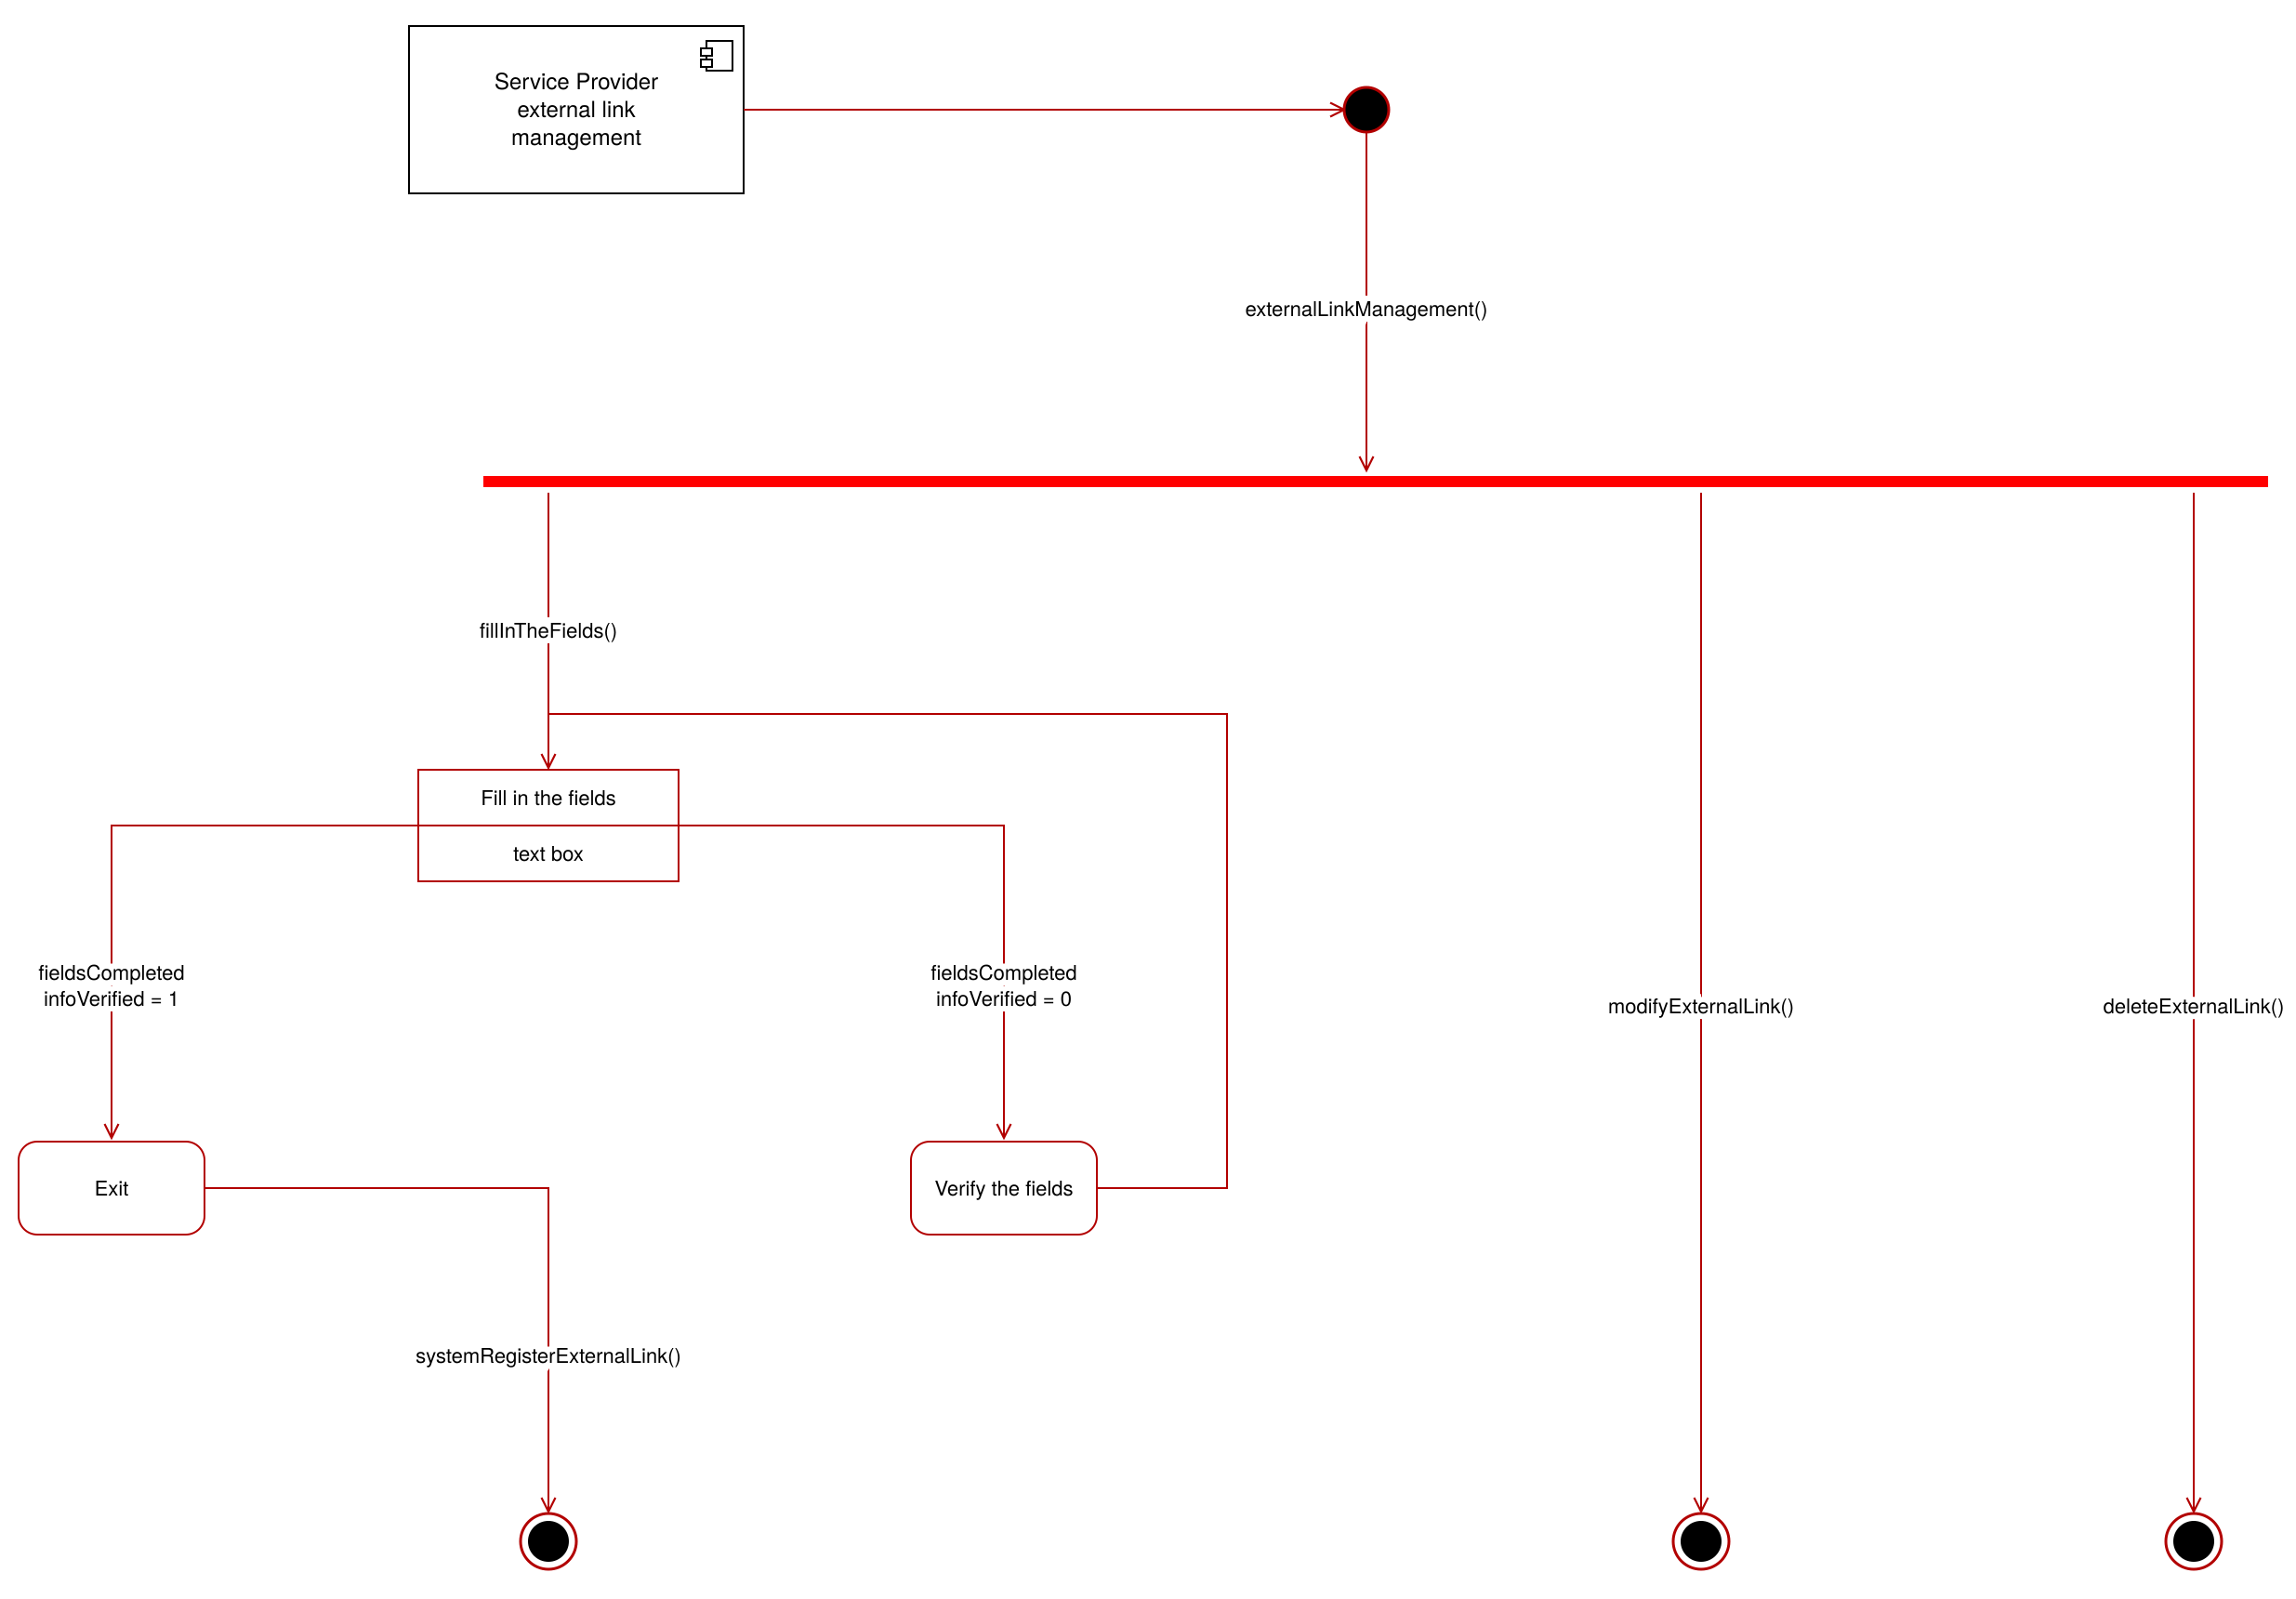 Service Provider
external link
management
externalLinkManagement()
fillInTheFields()
Fill in the fields
text box
fieldsCompleted
infoVerified = 1
fieldsCompleted
infoVerified = 0
modifyExternalLink()
deleteExternalLink()
Exit
Verify the fields
systemRegisterExternalLink()